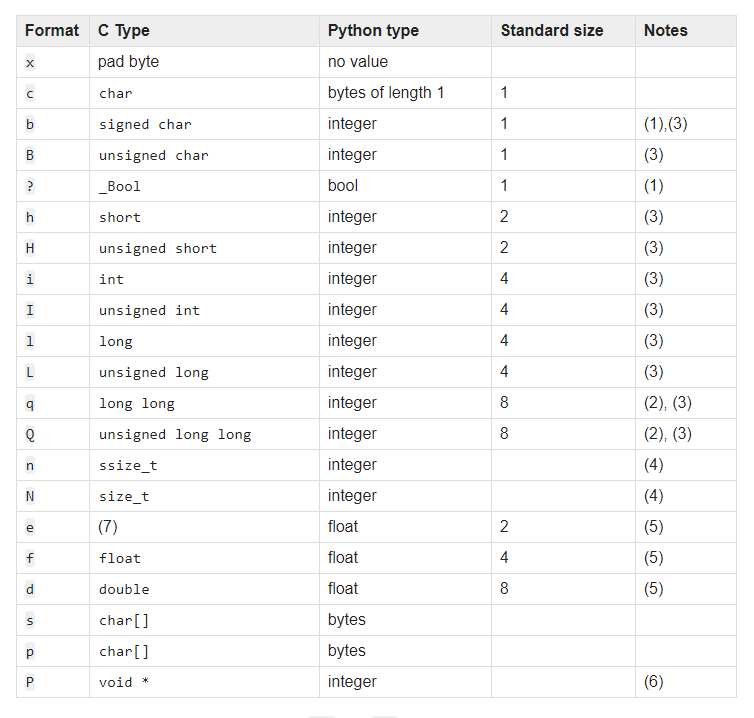 Format C Type Python type Standard size Notes
x pad byte no value
c char bytes of length 1 1
b signed char integer 1 (1),(3)
B unsigned char integer 1 (3)
? _Bool bool 1 (1)
h short integer 2 (3)
H unsigned short integer 2 (3)
i int integer 4 (3)
I unsigned int integer 4 (3)
l long integer 4 (3)
L unsigned long integer 4 (3)
q long long integer 8 (2), (3)
Q unsigned long long integer 8 (2), (3)
n ssize_t integer (4)
N size_t integer (4)
e (7) float 2 (5)
f float float 4 (5)
d double float 8 (5)
s char[] bytes
p char[] bytes
P void * integer (6)